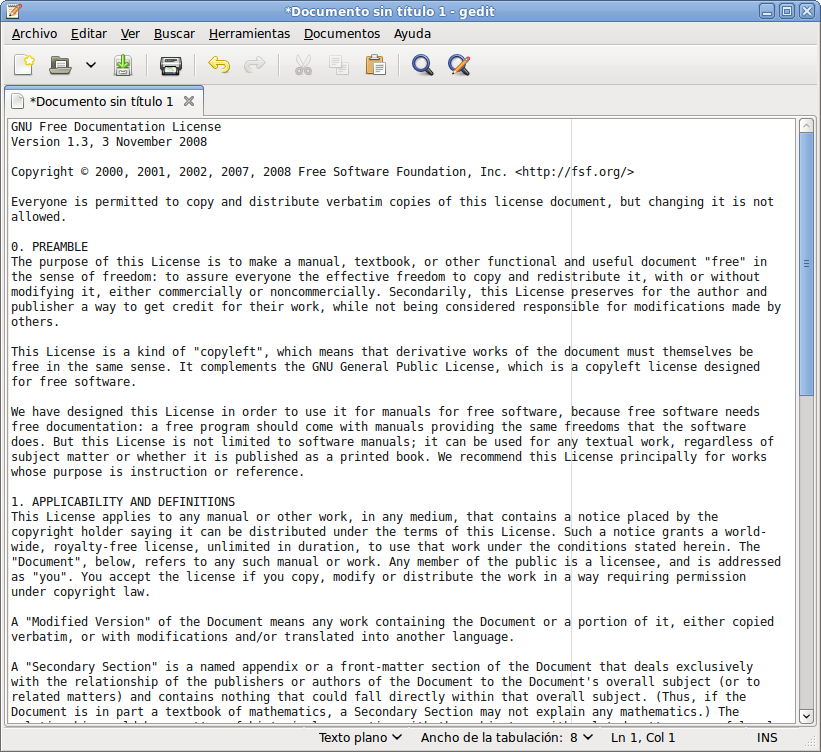 *Documento sin título 1 - gedit
Archivo Editar Ver Buscar Herramientas Documentos Ayuda
*Documento sin título 1
GNU Free Documentation License
Version 1.3, 3 November 2008
Copyright © 2000, 2001, 2002, 2007, 2008 Free Software Foundation, Inc. <http://fsf.org/>
Everyone is permitted to copy and distribute verbatim copies of this license document, but changing it is not
allowed.
0. PREAMBLE
The purpose of this License is to make a manual, textbook, or other functional and useful document "free" in
the sense of freedom: to assure everyone the effective freedom to copy and redistribute it, with or without
modifying it, either commercially or noncommercially. Secondarily, this License preserves for the author and
publisher a way to get credit for their work, while not being considered responsible for modifications made by
others.
This License is a kind of "copyleft", which means that derivative works of the document must themselves be
free in the same sense. It complements the GNU General Public License, which is a copyleft license designed
for free software.
We have designed this License in order to use it for manuals for free software, because free software needs
free documentation: a free program should come with manuals providing the same freedoms that the software
does. But this License is not limited to software manuals; it can be used for any textual work, regardless of
subject matter or whether it is published as a printed book. We recommend this License principally for works
whose purpose is instruction or reference.
1. APPLICABILITY AND DEFINITIONS
This License applies to any manual or other work, in any medium, that contains a notice placed by the
copyright holder saying it can be distributed under the terms of this License. Such a notice grants a world-
wide, royalty-free license, unlimited in duration, to use that work under the conditions stated herein. The
"Document", below, refers to any such manual or work. Any member of the public is a licensee, and is addressed
as "you". You accept the license if you copy, modify or distribute the work in a way requiring permission
under copyright law.
A "Modified Version" of the Document means any work containing the Document or a portion of it, either copied
verbatim, or with modifications and/or translated into another language.
A "Secondary Section" is a named appendix or a front-matter section of the Document that deals exclusively
with the relationship of the publishers or authors of the Document to the Document's overall subject (or to
related matters) and contains nothing that could fall directly within that overall subject. (Thus, if the
Document is in part a textbook of mathematics, a Secondary Section may not explain any mathematics.) The
Texto plano Ancho de la tabulación: 8 Ln 1, Col 1 INS